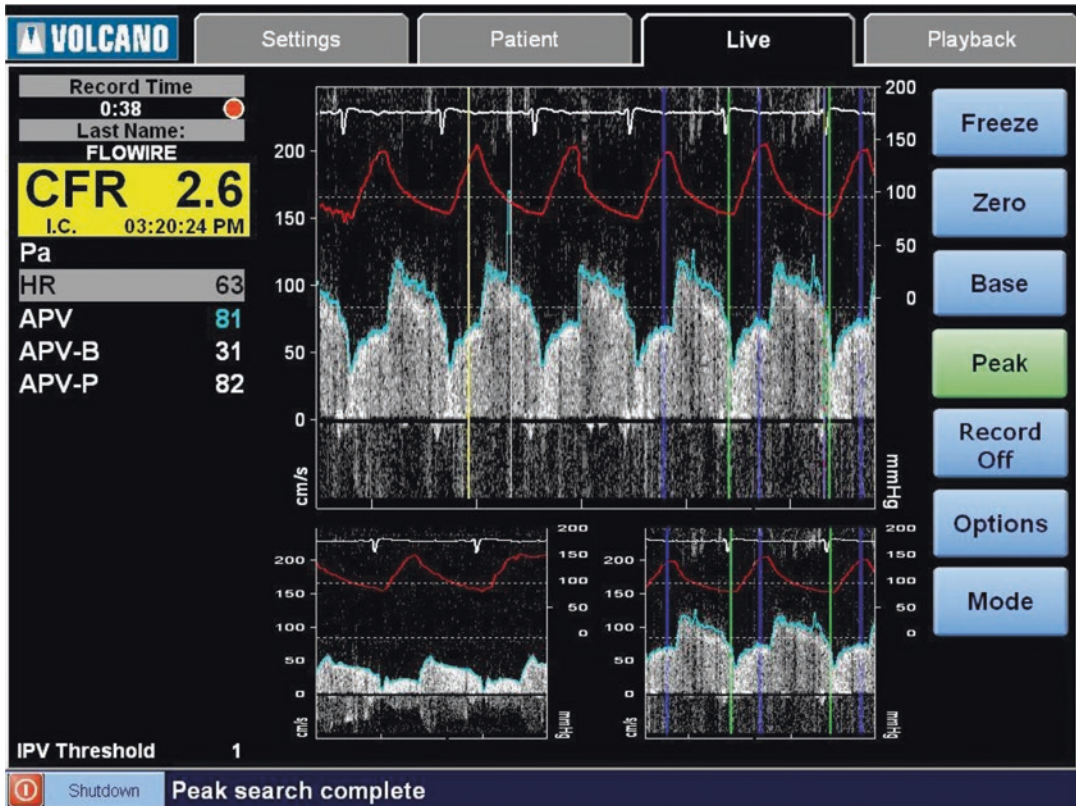 VOLCANO
Settings
Patient
Live
Playback
Record Time
0:38
Last Name:
FLOWIRE
CFR 2.6
I.C. 03:20:24 PM
Pa
HR 63
APV 81
APV-B 31
APV-P 82
IPV Threshold 1
200
150
100
50
0
cm/s
200
150
100
50
0
mmHg
200
150
100
50
0
cm/s
200
150
100
50
0
mmHg
200
150
100
50
0
cm/s
200
150
100
50
0
mmHg
Freeze
Zero
Base
Peak
Record
Off
Options
Mode
Shutdown
Peak search complete